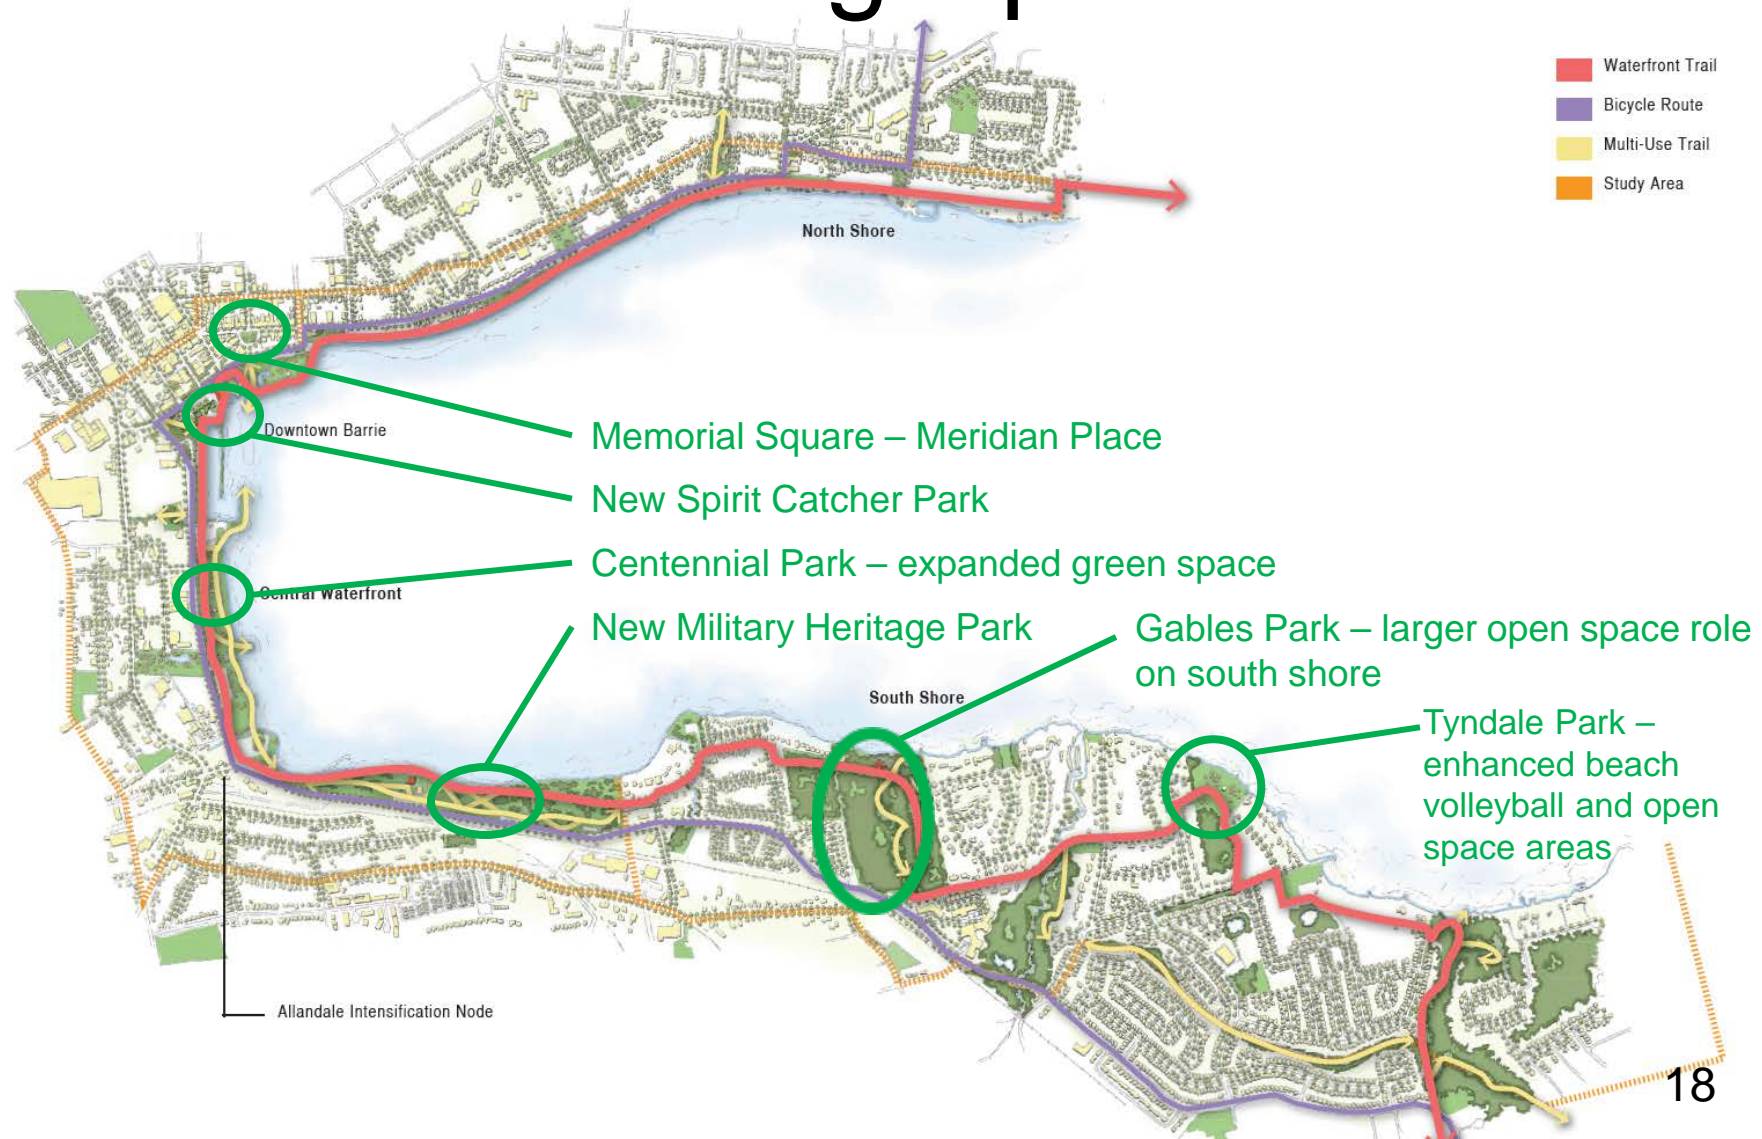 Waterfront Trail
Bicycle Route
Multi-Use Trail
Study Area
North Shore
Downtown Barrie
Memorial Square – Meridian Place
New Spirit Catcher Park
Centennial Park – expanded green space
Central Waterfront
New Military Heritage Park
Gables Park – larger open space role
on south shore
South Shore
Tyndale Park –
enhanced beach
volleyball and open
space areas
Allandale Intensification Node
18